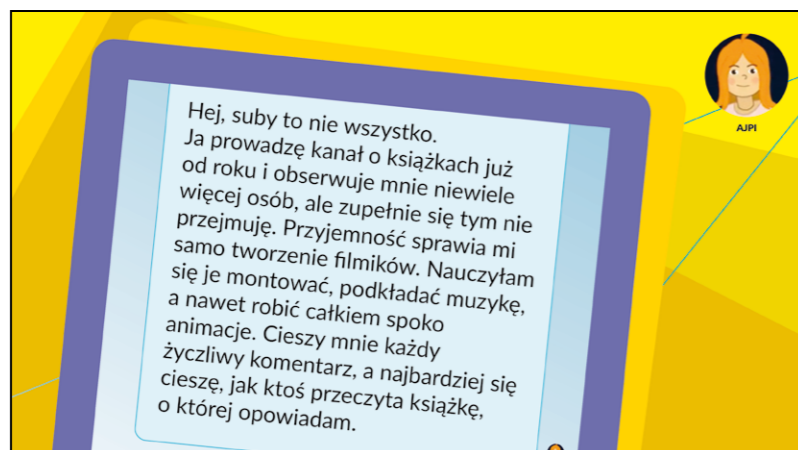 Hej, suby to nie wszystko.
Ja prowadzę kanał o książkach już
od roku i obserwuje mnie niewiele
więcej osób, ale zupełnie się tym nie
przejmuję. Przyjemność sprawia mi
samo tworzenie filmików. Nauczyłam
się je montować, podkładać muzykę,
a nawet robić całkiem spoko
animacje. Cieszy mnie każdy
życzliwy komentarz, a najbardziej się
cieszę, jak ktoś przeczyta książkę,
o której opowiadam.
AJPI